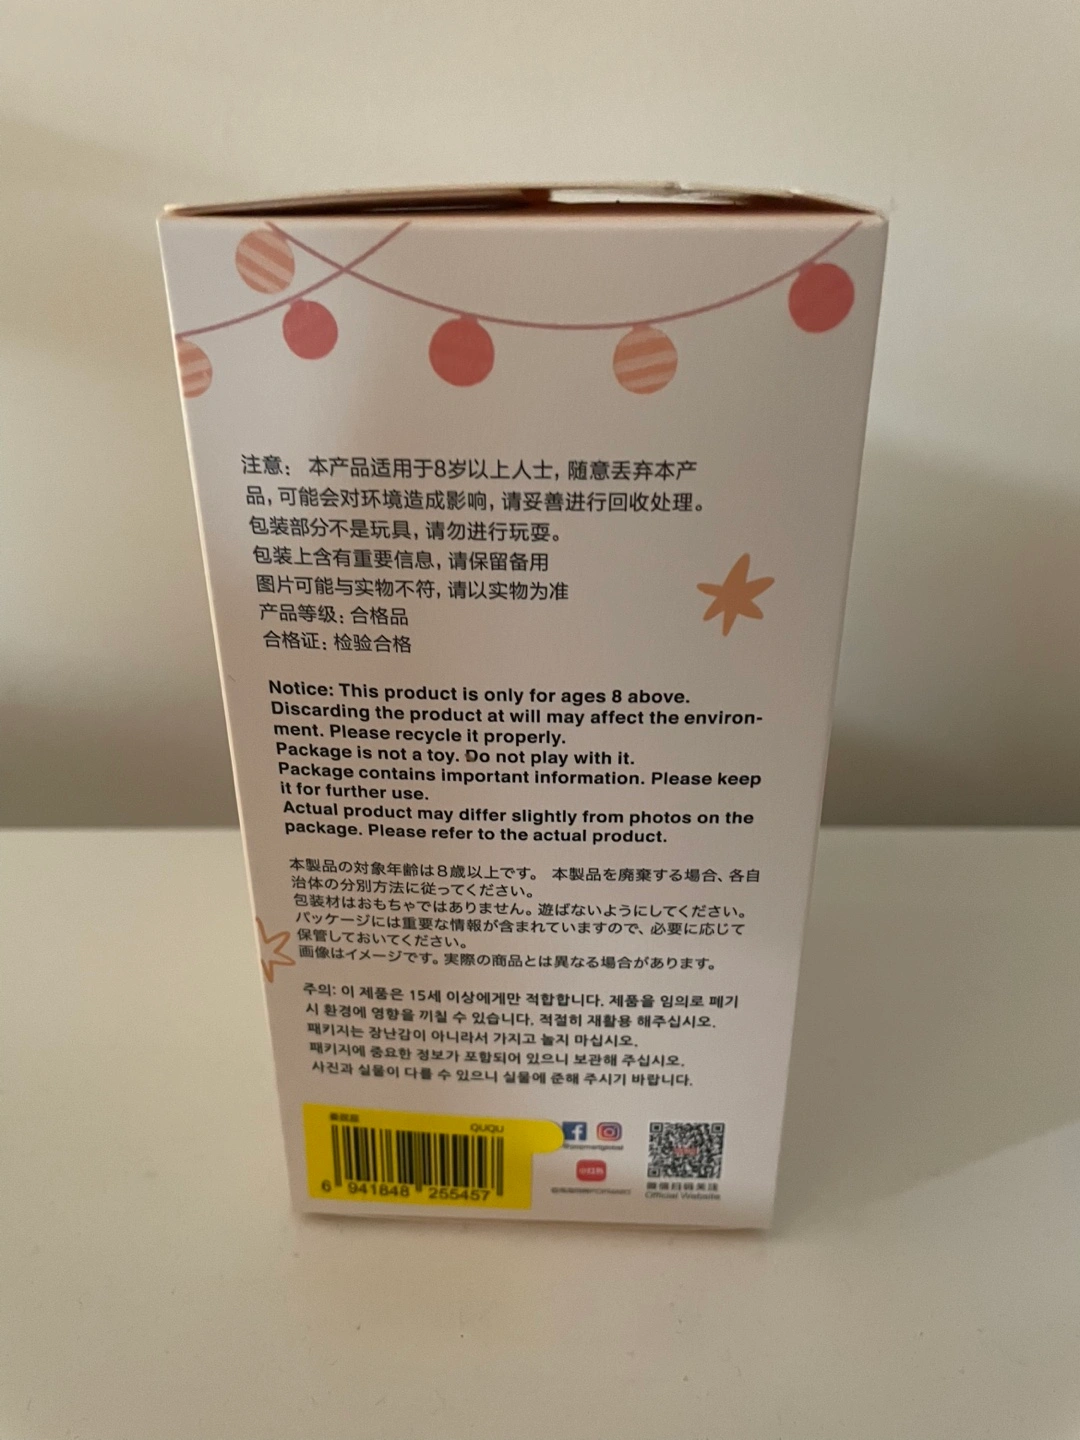 注意： 本产品适用于8岁以上人士, 随意丢弃本产
品, 可能会对环境造成影响, 请妥善进行回收处理。
包装部分不是玩具, 请勿进行玩耍。
包装上含有重要信息, 请保留备用
图片可能与实物不符, 请以实物为准
产品等级: 合格品
合格证: 检验合格
Notice: This product is only for ages 8 above.
Discarding the product at will may affect the environ-
ment. Please recycle it properly.
Package is not a toy. Do not play with it.
Package contains important information. Please keep
it for further use.
Actual product may differ slightly from photos on the
package. Please refer to the actual product.
本製品の対象年齢は8歳以上です。 本製品を廃棄する場合、各自
治体の分別方法に従ってください。
包装材はおもちゃではありません。遊ばないようにしてください。
パッケージには重要な情報が含まれていますので、必要に応じて
保管しておいてください。
画像はイメージです。実際の商品とは異なる場合があります。
주의: 이 제품은 15세 이상에게만 적합합니다. 제품을 임의로 폐기
시 환경에 영향을 끼칠 수 있습니다. 적절히 재활용 해주십시오.
패키지는 장난감이 아니라서 가지고 놀지 마십시오.
패키지에 중요한 정보가 포함되어 있으니 보관해 주십시오.
사진과 실물이 다를 수 있으니 실물에 준해 주시기 바랍니다.
QUQU
6 941848 255457
微信扫码关注
Official Website